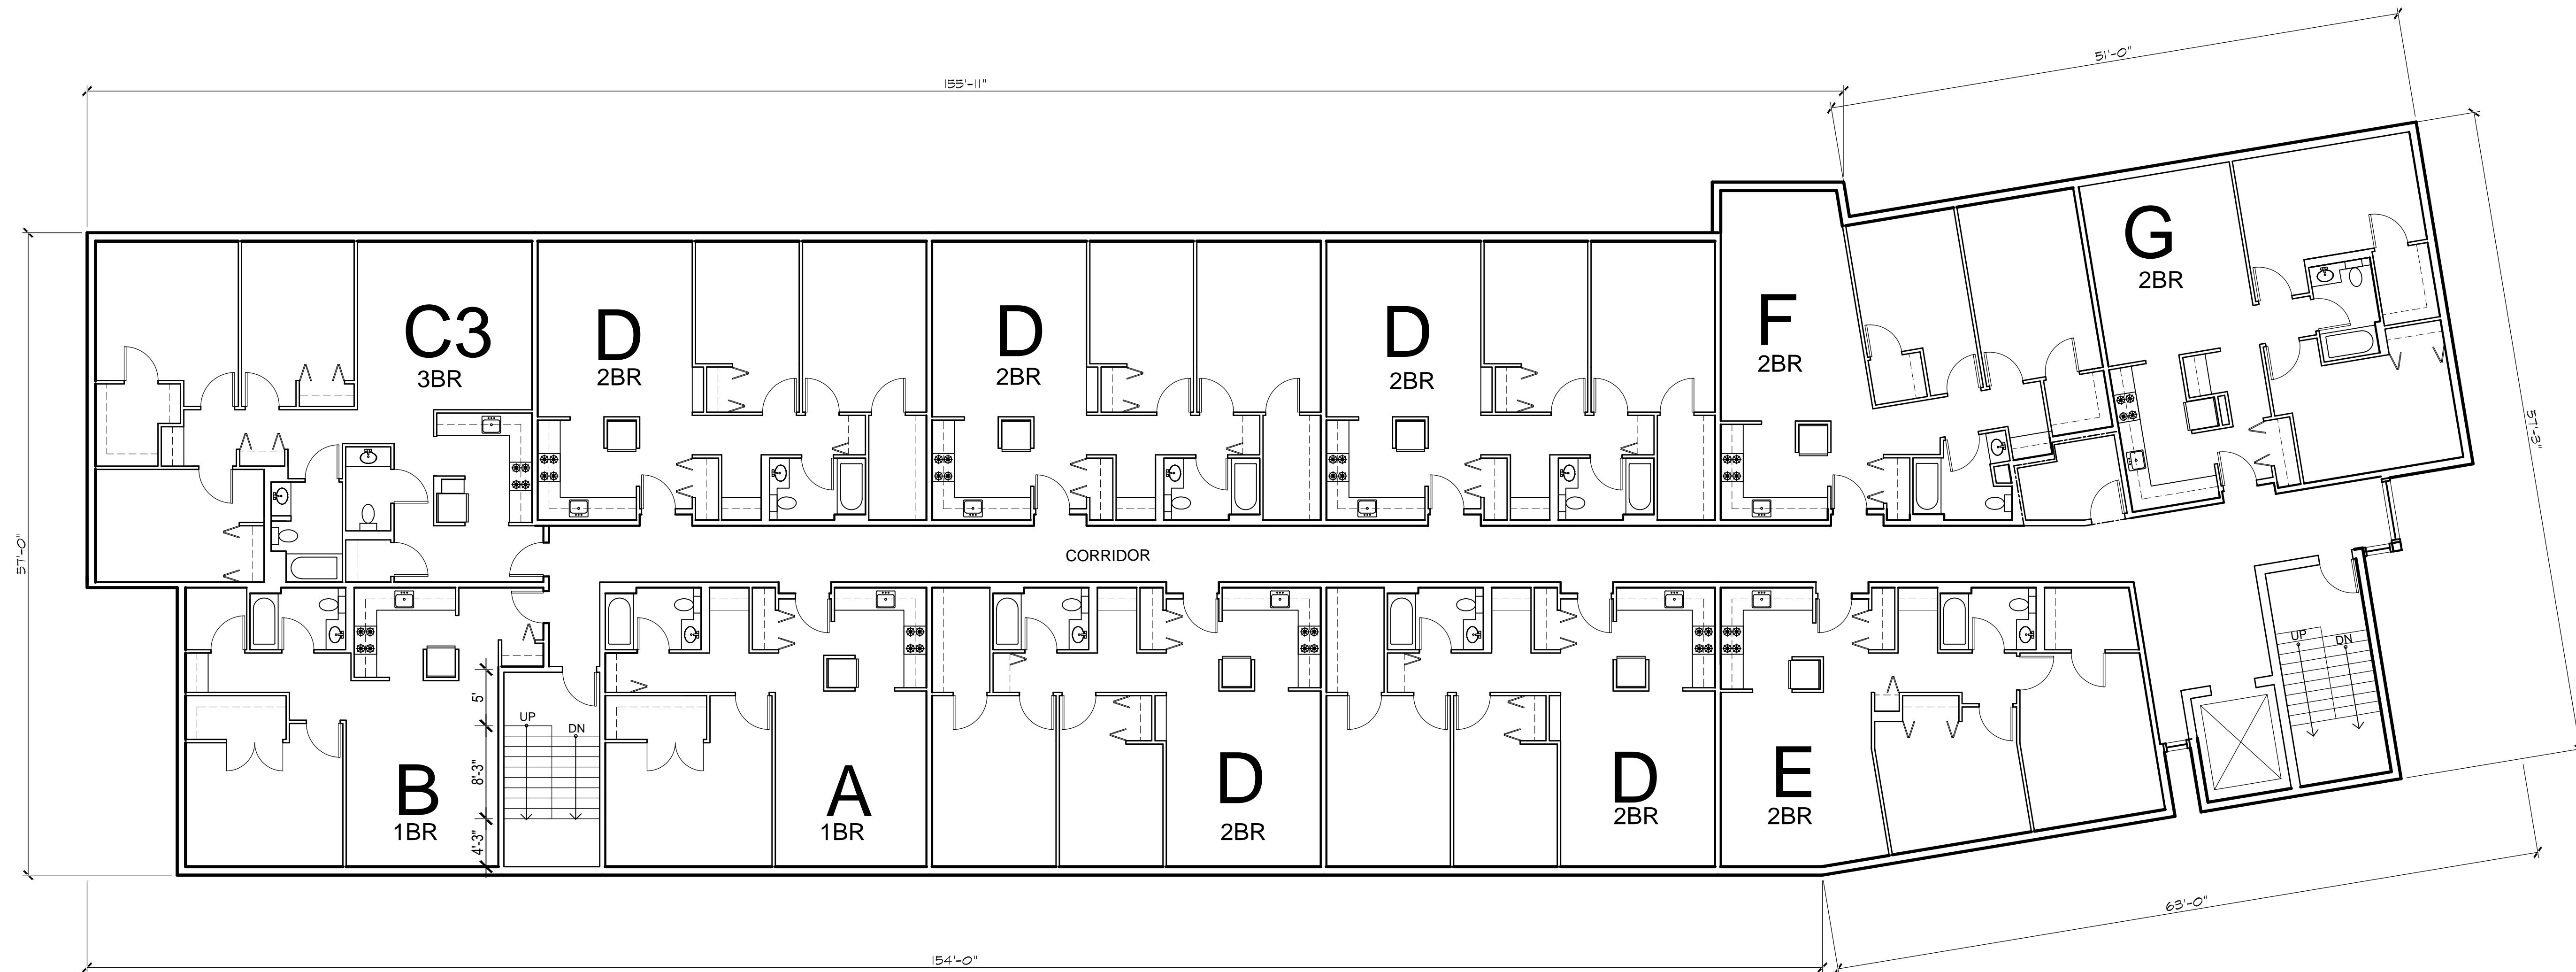 51'-0"
155'-11"
G
2BR
C3
3BR
D
2BR
D
2BR
D
2BR
F
2BR
57'-3"
57'-0"
CORRIDOR
UP
DN
5'
UP
DN
8'-3"
4'-3"
B
1BR
A
1BR
D
2BR
D
2BR
E
2BR
63'-0"
154'-0"